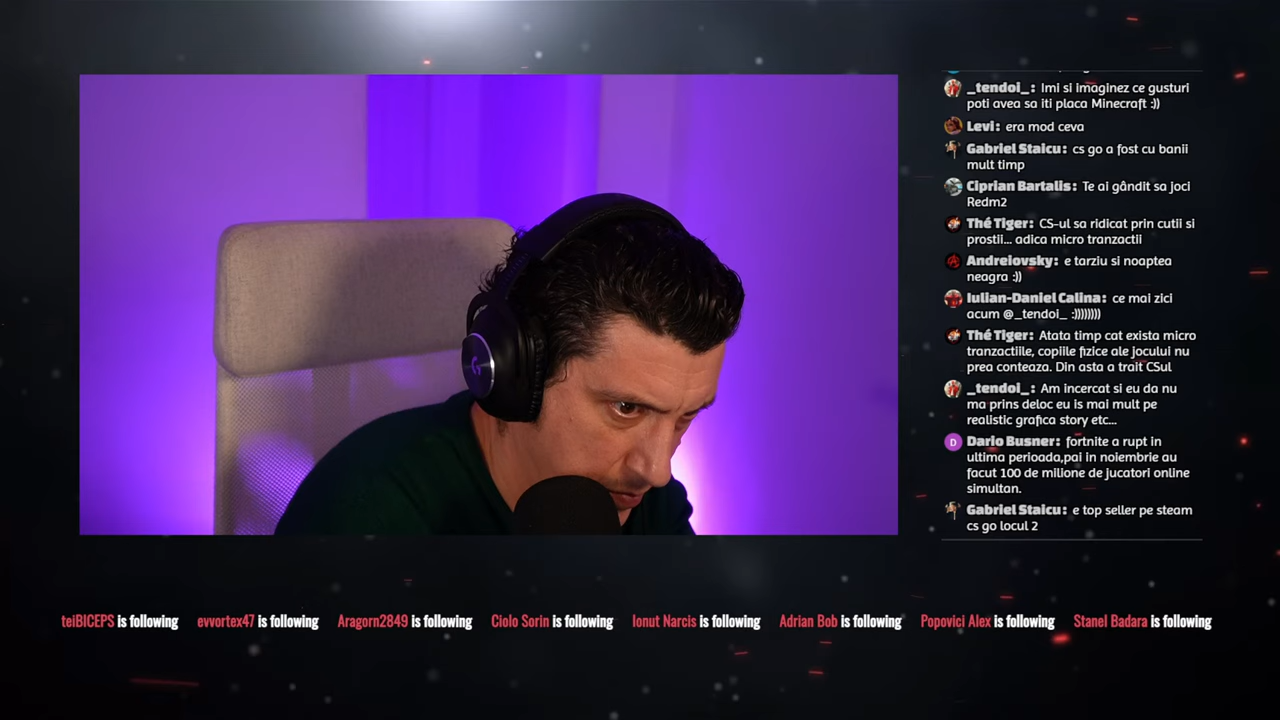 _tendoi_: Imi si imaginez ce gusturi
poti avea sa iti placa Minecraft :))
Levi: era mod ceva
Gabriel Staicu: cs go a fost cu banii
mult timp
Ciprian Bartalis: Te ai gândit sa joci
Redm2
Thé Tiger: CS-ul sa ridicat prin cutii si
prostii... adica micro tranzactii
Andreiovsky: e tarziu si noaptea
neagra :))
Iulian-Daniel Calina: ce mai zici
acum @_tendoi_ :))))))))
Thé Tiger: Atata timp cat exista micro
tranzactiile, copiile fizice ale jocului nu
prea conteaza. Din asta a trait CSul
_tendoi_: Am incercat si eu da nu
ma prins deloc eu is mai mult pe
realistic grafica story etc...
D Dario Busner: fortnite a rupt in
ultima perioada,pai in noiembrie au
facut 100 de milione de jucatori online
simultan.
Gabriel Staicu: e top seller pe steam
cs go locul 2
teiBICEPS is following evvortex47 is following Aragorn2849 is following Ciolo Sorin is following Ionut Narcis is following Adrian Bob is following Popovici Alex is following Stanel Badara is following